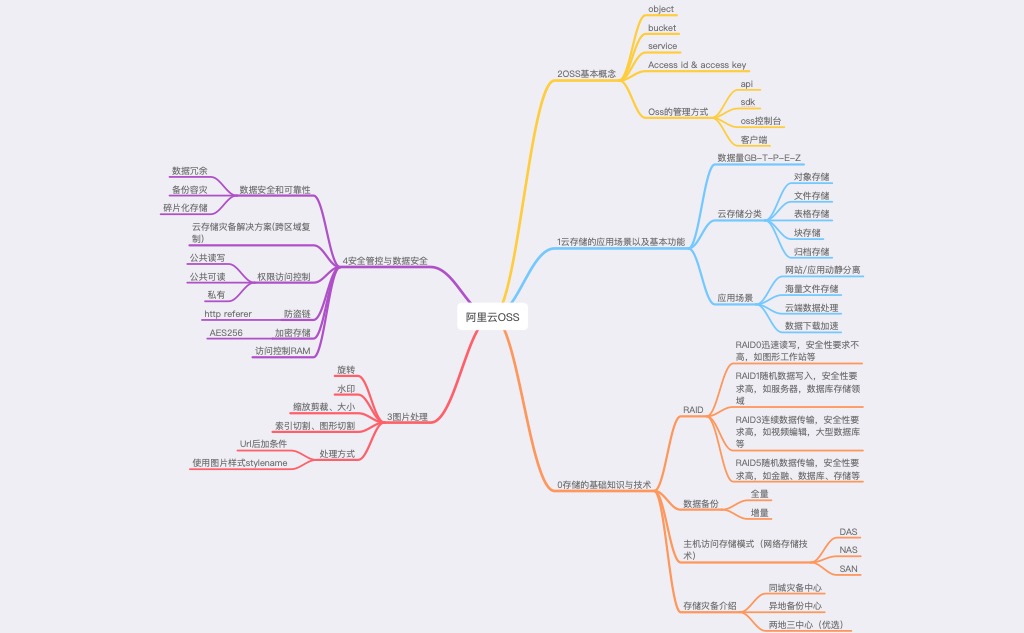 阿里云OSS
2OSS基本概念
object
bucket
service
Access id & access key
Oss的管理方式
api
sdk
oss控制台
客户端
1云存储的应用场景以及基本功能
数据量GB-T-P-E-Z
云存储分类
对象存储
文件存储
表格存储
块存储
归档存储
应用场景
网站/应用动静分离
海量文件存储
云端数据处理
数据下载加速
0存储的基础知识与技术
RAID
RAID0迅速读写，安全性要求不
高，如图形工作站等
RAID1随机数据写入，安全性要
求高，如服务器，数据库存储领
域
RAID3连续数据传输，安全性要
求高，如视频编辑，大型数据库
等
RAID5随机数据传输，安全性要
求高，如金融、数据库、存储等
数据备份
全量
增量
主机访问存储模式（网络存储技
术）
DAS
NAS
SAN
存储灾备介绍
同城灾备中心
异地备份中心
两地三中心（优选）
4安全管控与数据安全
数据安全和可靠性
数据冗余
备份容灾
碎片化存储
云存储灾备解决方案(跨区域复
制)
权限访问控制
公共读写
公共可读
私有
防盗链
http referer
加密存储
AES256
访问控制RAM
3图片处理
旋转
水印
缩放剪裁、大小
索引切割、图形切割
处理方式
Url后加条件
使用图片样式stylename